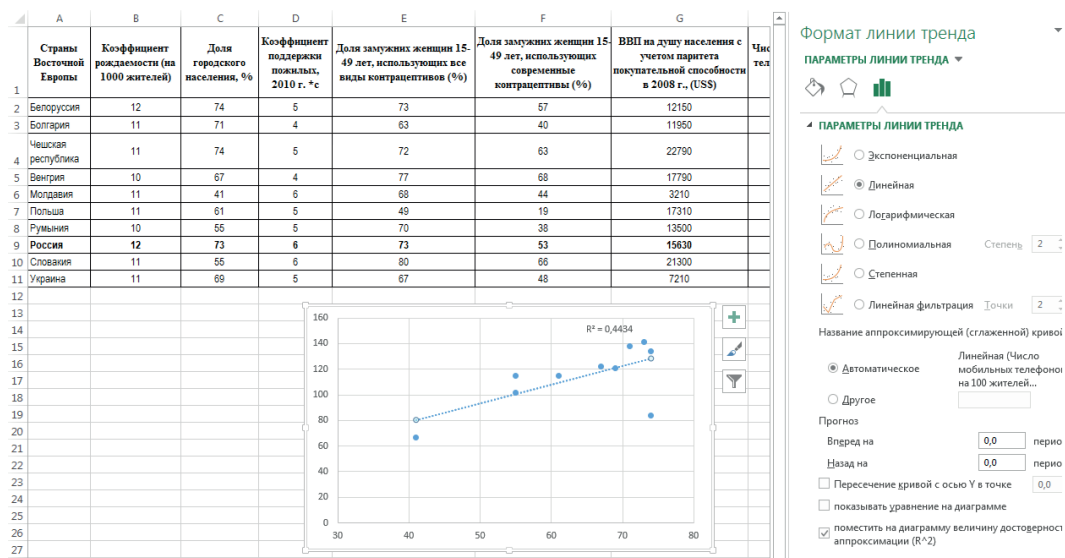 A B C D E F G
1 Страны Восточной Европы Коэффициент рождаемости (на 1000 жителей) Доля городского населения, % Коэффициент поддержки пожилых, 2010 г. *с Доля замужних женщин 15-49 лет, использующих все виды контрацептивов (%) Доля замужних женщин 15-49 лет, использующих современные контрацептивы (%) ВВП на душу населения с учетом паритета покупательной способности в 2008 г., (US$)
2 Белоруссия 12 74 5 73 57 12150
3 Болгария 11 71 4 63 40 11950
4 Чешская республика 11 74 5 72 63 22790
5 Венгрия 10 67 4 77 68 17790
6 Молдавия 11 41 6 68 44 3210
7 Польша 11 61 5 49 19 17310
8 Румыния 10 55 5 70 38 13500
9 Россия 12 73 6 73 53 15630
10 Словакия 11 55 6 80 66 21300
11 Украина 11 69 5 67 48 7210
12
13
14
15
16
17
18
19
20
21
22
23
24
25
26
27
160
140
120
100
80
60
40
20
0
30 40 50 60 70 80
R² = 0,4434
Формат линии тренда
ПАРАМЕТРЫ ЛИНИИ ТРЕНДА
ПАРАМЕТРЫ ЛИНИИ ТРЕНДА
Экспоненциальная
Линейная
Логарифмическая
Полиномиальная Степень 2
Степенная
Линейная фильтрация Точки 2
Название аппроксимирующей (сглаженной) кривой
Автоматическое
Линейная (Число
мобильных телефонов
на 100 жителей...
Другое
Прогноз
Вперед на 0,0 перио
Назад на 0,0 перио
Пересечение кривой с осью Y в точке 0,0
показывать уравнение на диаграмме
поместить на диаграмму величину достоверност
аппроксимации (R^2)